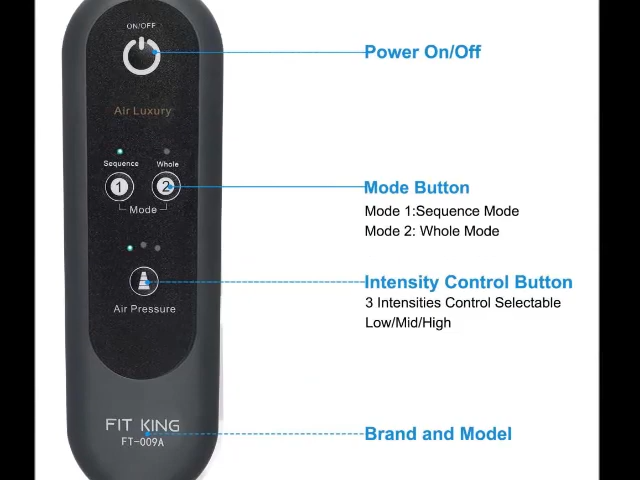 ON/OFF
Power On/Off
Air Luxury
Sequence Whole
1 2
Mode
Mode Button
Mode 1:Sequence Mode
Mode 2: Whole Mode
Air Pressure
Intensity Control Button
3 Intensities Control Selectable
Low/Mid/High
FIT KING
FT-009A
Brand and Model